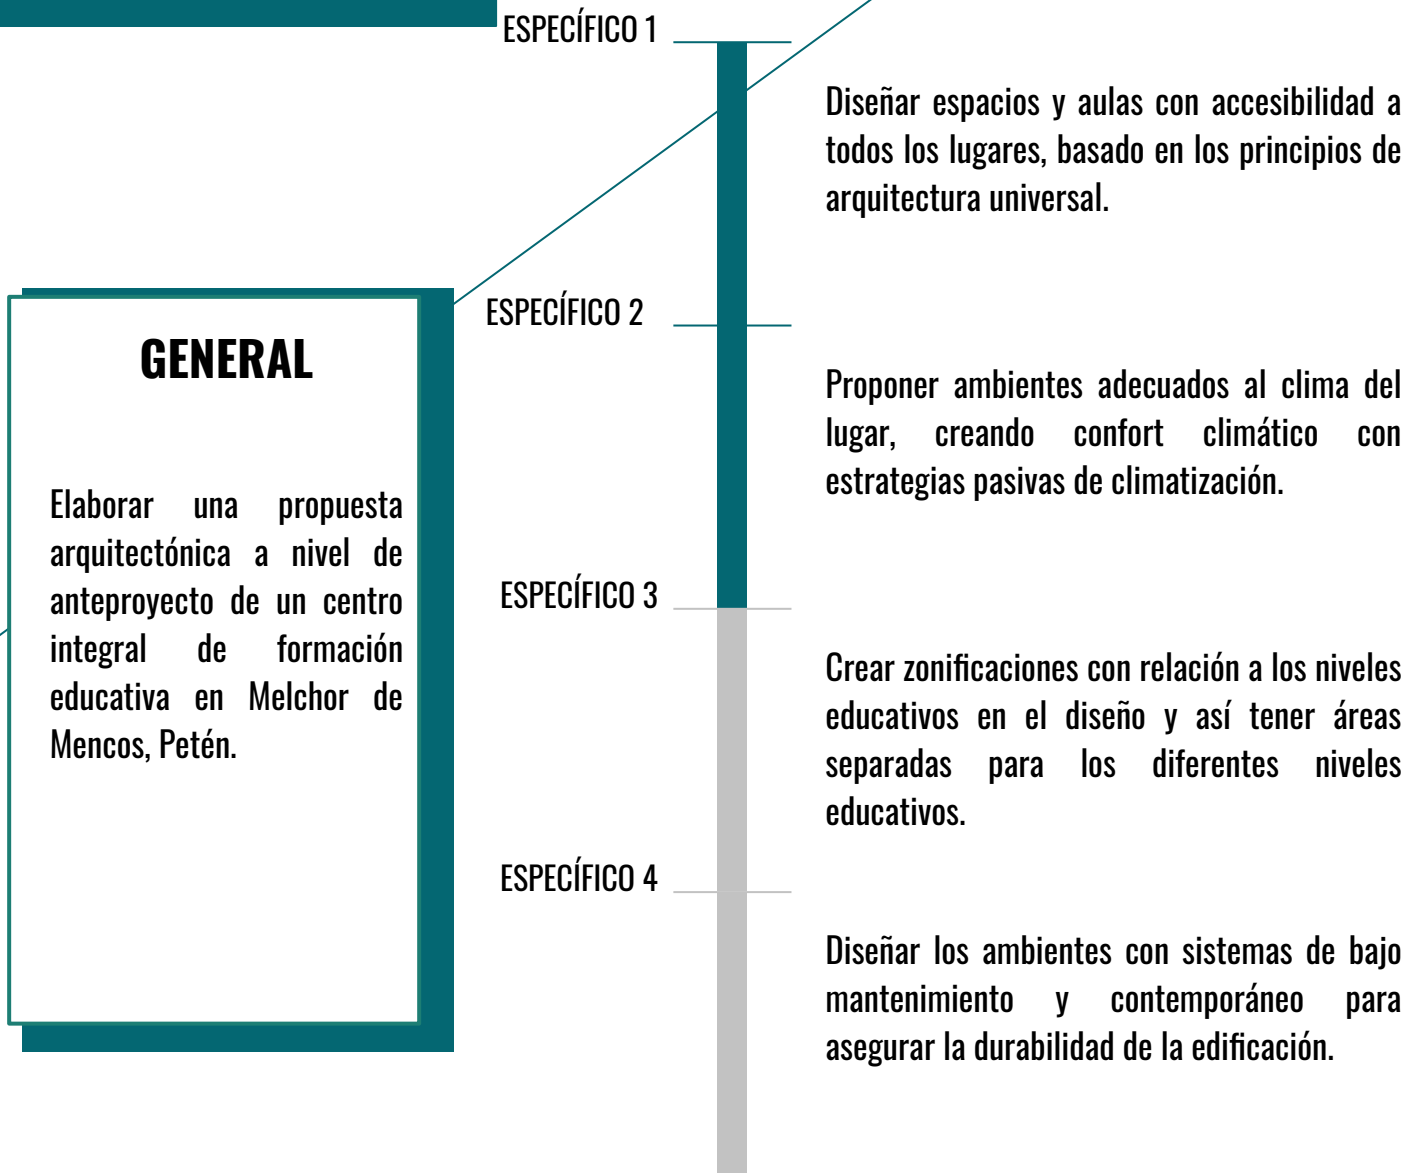 GENERAL
Elaborar una propuesta
arquitectónica a nivel de
anteproyecto de un centro
integral de formación
educativa en Melchor de
Mencos, Petén.
ESPECÍFICO 1
Diseñar espacios y aulas con accesibilidad a
todos los lugares, basado en los principios de
arquitectura universal.
ESPECÍFICO 2
Proponer ambientes adecuados al clima del
lugar, creando confort climático con
estrategias pasivas de climatización.
ESPECÍFICO 3
Crear zonificaciones con relación a los niveles
educativos en el diseño y así tener áreas
separadas para los diferentes niveles
educativos.
ESPECÍFICO 4
Diseñar los ambientes con sistemas de bajo
mantenimiento y contemporáneo para
asegurar la durabilidad de la edificación.